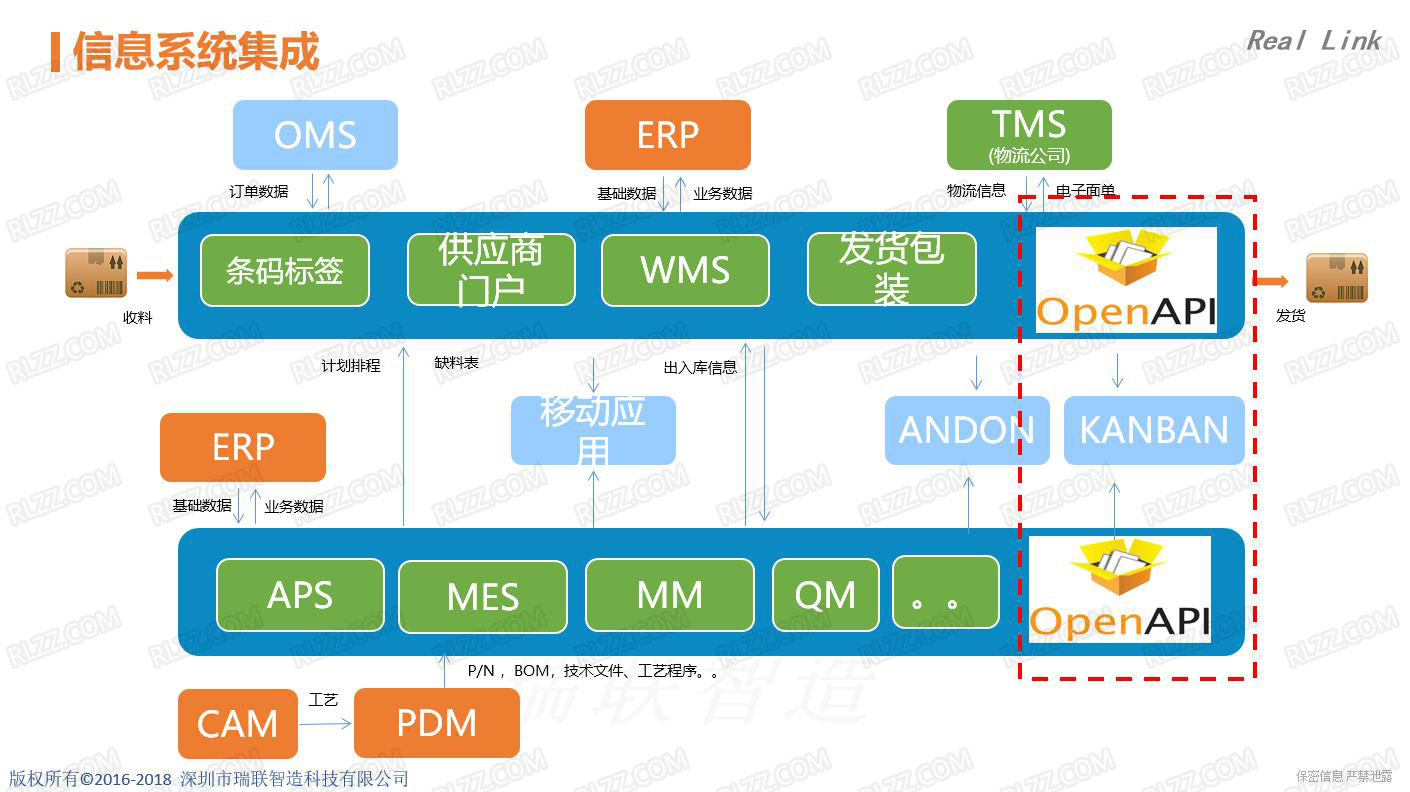 信息系统集成
Real Link
OMS
ERP
TMS
(物流公司)
订单数据
基础数据
业务数据
物流信息
电子面单
条码标签
供应商
门户
WMS
发货包
装
OpenAPI
收料
发货
计划排程
缺料表
出入库信息
移动应
用
ANDON
KANBAN
ERP
基础数据
业务数据
APS
MES
MM
QM
。。
OpenAPI
P/N ，BOM，技术文件、工艺程序。。
瑞联智造
CAM
工艺
PDM
版权所有©2016-2018 深圳市瑞联智造科技有限公司
保密信息 严禁泄露
RLZZ.COM